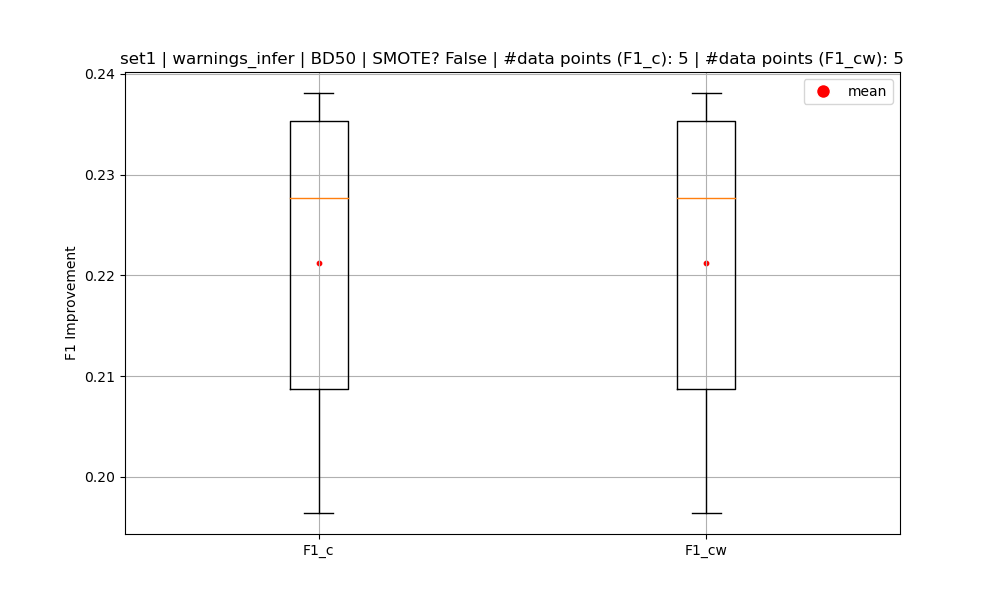 set1 | warnings_infer | BD50 | SMOTE? False | #data points (F1_c): 5 | #data points (F1_cw): 5
mean
F1 Improvement
0.24
0.23
0.22
0.21
0.20
F1_c
F1_cw